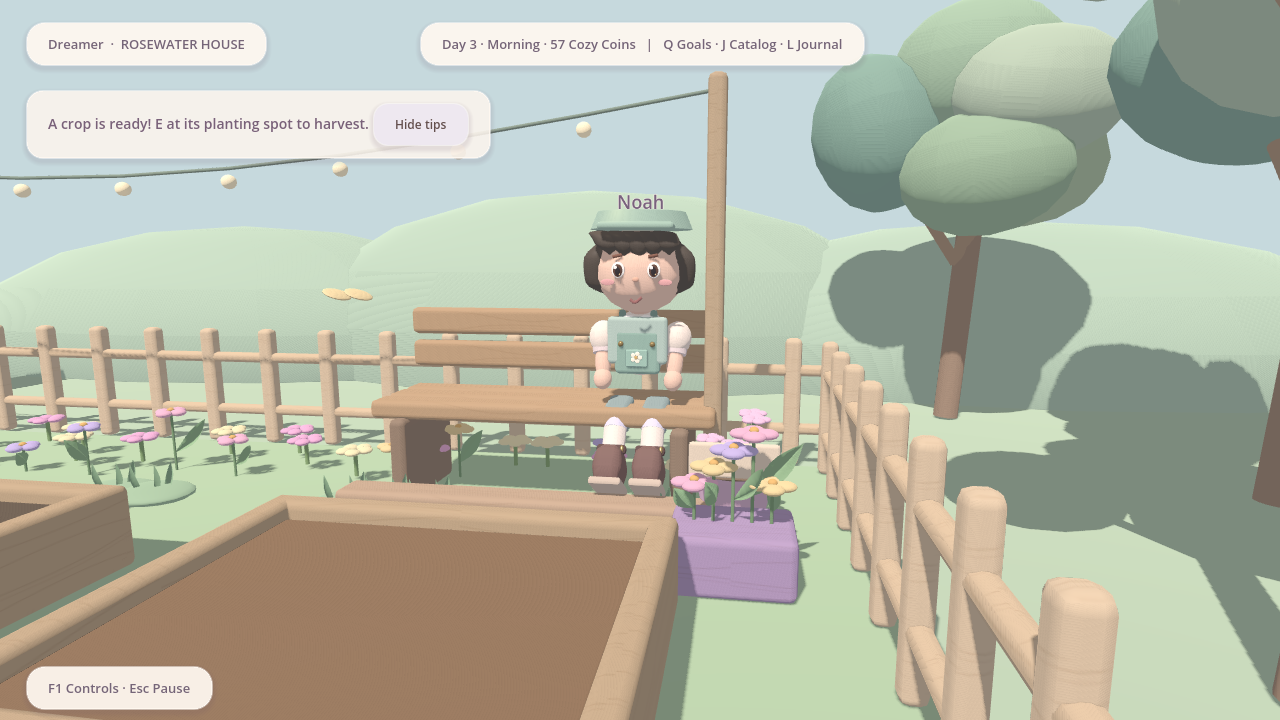 Dreamer · ROSEWATER HOUSE
Day 3 · Morning · 57 Cozy Coins | Q Goals · J Catalog · L Journal
A crop is ready! E at its planting spot to harvest. Hide tips
Noah
F1 Controls · Esc Pause